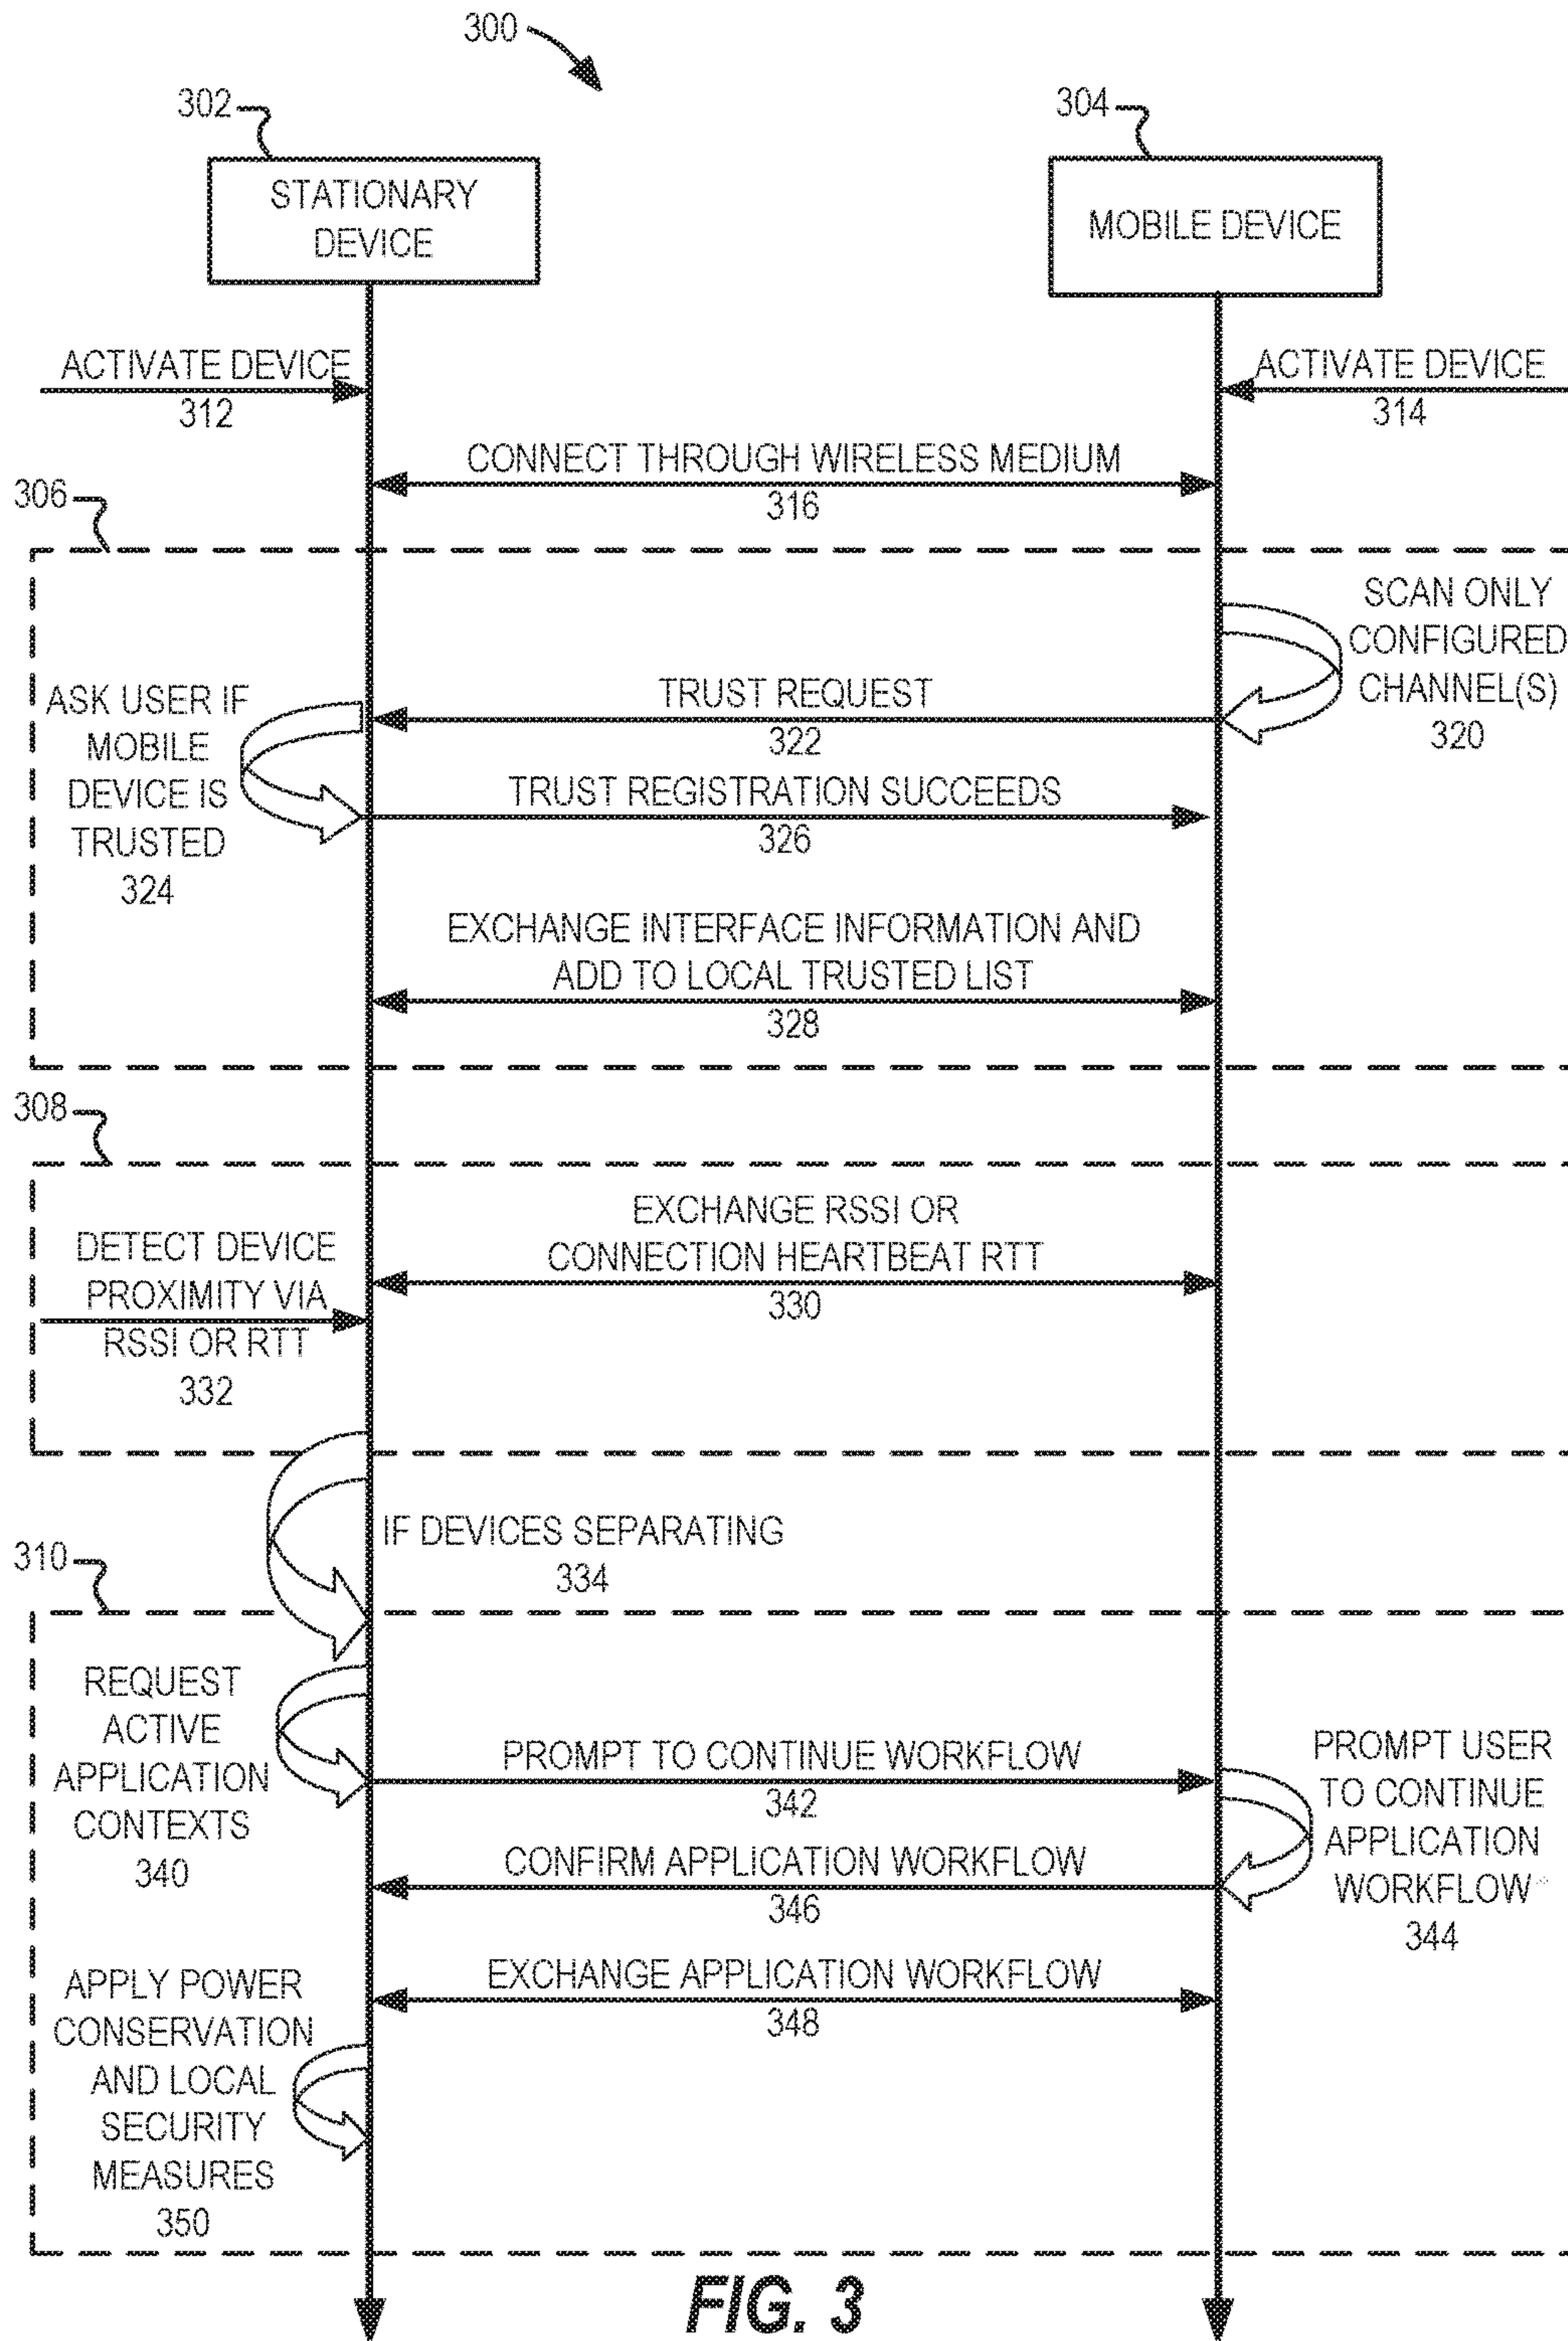 300
302
304
STATIONARY
DEVICE
MOBILE DEVICE
ACTIVATE DEVICE
312
ACTIVATE DEVICE
314
CONNECT THROUGH WIRELESS MEDIUM
316
306
SCAN ONLY
CONFIGURED
CHANNEL(S)
320
TRUST REQUEST
322
ASK USER IF
MOBILE
DEVICE IS
TRUSTED
324
TRUST REGISTRATION SUCCEEDS
326
EXCHANGE INTERFACE INFORMATION AND
ADD TO LOCAL TRUSTED LIST
328
308
EXCHANGE RSSI OR
CONNECTION HEARTBEAT RTT
330
DETECT DEVICE
PROXIMITY VIA
RSSI OR RTT
332
IF DEVICES SEPARATING
334
310
REQUEST
ACTIVE
APPLICATION
CONTEXTS
340
PROMPT TO CONTINUE WORKFLOW
342
PROMPT USER
TO CONTINUE
APPLICATION
WORKFLOW
344
CONFIRM APPLICATION WORKFLOW
346
EXCHANGE APPLICATION WORKFLOW
348
APPLY POWER
CONSERVATION
AND LOCAL
SECURITY
MEASURES
350
FIG. 3